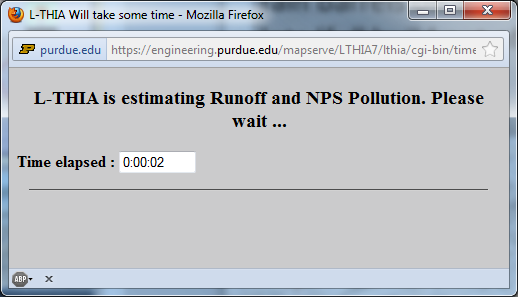 L-THIA Will take some time - Mozilla Firefox
purdue.edu https://engineering.purdue.edu/mapserve/LTHIA7/lthia/cgi-bin/time
L-THIA is estimating Runoff and NPS Pollution. Please
wait ...
Time elapsed : 0:00:02
ABP